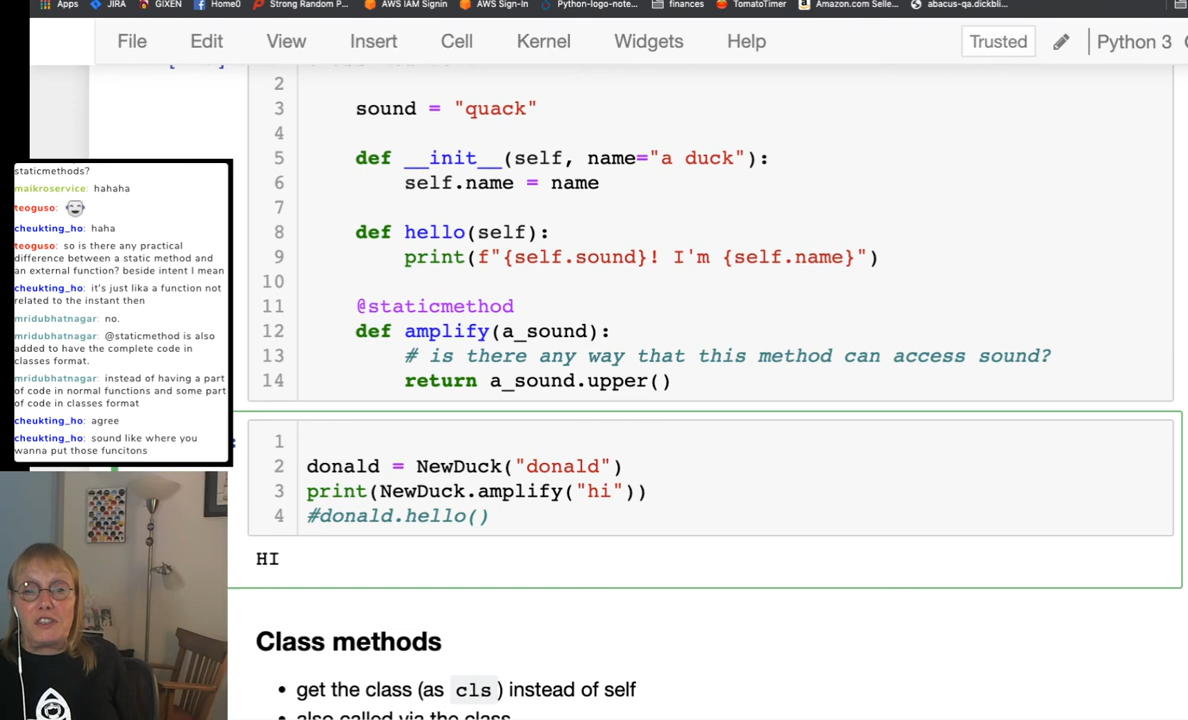 Apps JIRA GIXEN Home0 Strong Random P... AWS IAM Signin AWS Sign-In Python-logo-note... finances TomatoTimer Amazon.com Selle... abacus-qa.dickbli...
File Edit View Insert Cell Kernel Widgets Help Trusted Python 3
2
3 sound = "quack"
4
5 def __init__(self, name="a duck"):
6 self.name = name
7
8 def hello(self):
9 print(f"{self.sound}! I'm {self.name}")
10
11 @staticmethod
12 def amplify(a_sound):
13 # is there any way that this method can access sound?
14 return a_sound.upper()
1
2 donald = NewDuck("donald")
3 print(NewDuck.amplify("hi"))
4 #donald.hello()
HI
Class methods
• get the class (as cls) instead of self
• also called via the class
staticmethods?
maikroservice: hahaha
teoguso:
cheukting_ho: haha
teoguso: so is there any practical
difference between a static method and
an external function? beside intent I mean
cheukting_ho: it's just lika a function not
related to the instant then
mridubhatnagar: no.
mridubhatnagar: @staticmethod is also
added to have the complete code in
classes format.
mridubhatnagar: instead of having a part
of code in normal functions and some part
of code in classes format
cheukting_ho: agree
cheukting_ho: sound like where you
wanna put those funcitons